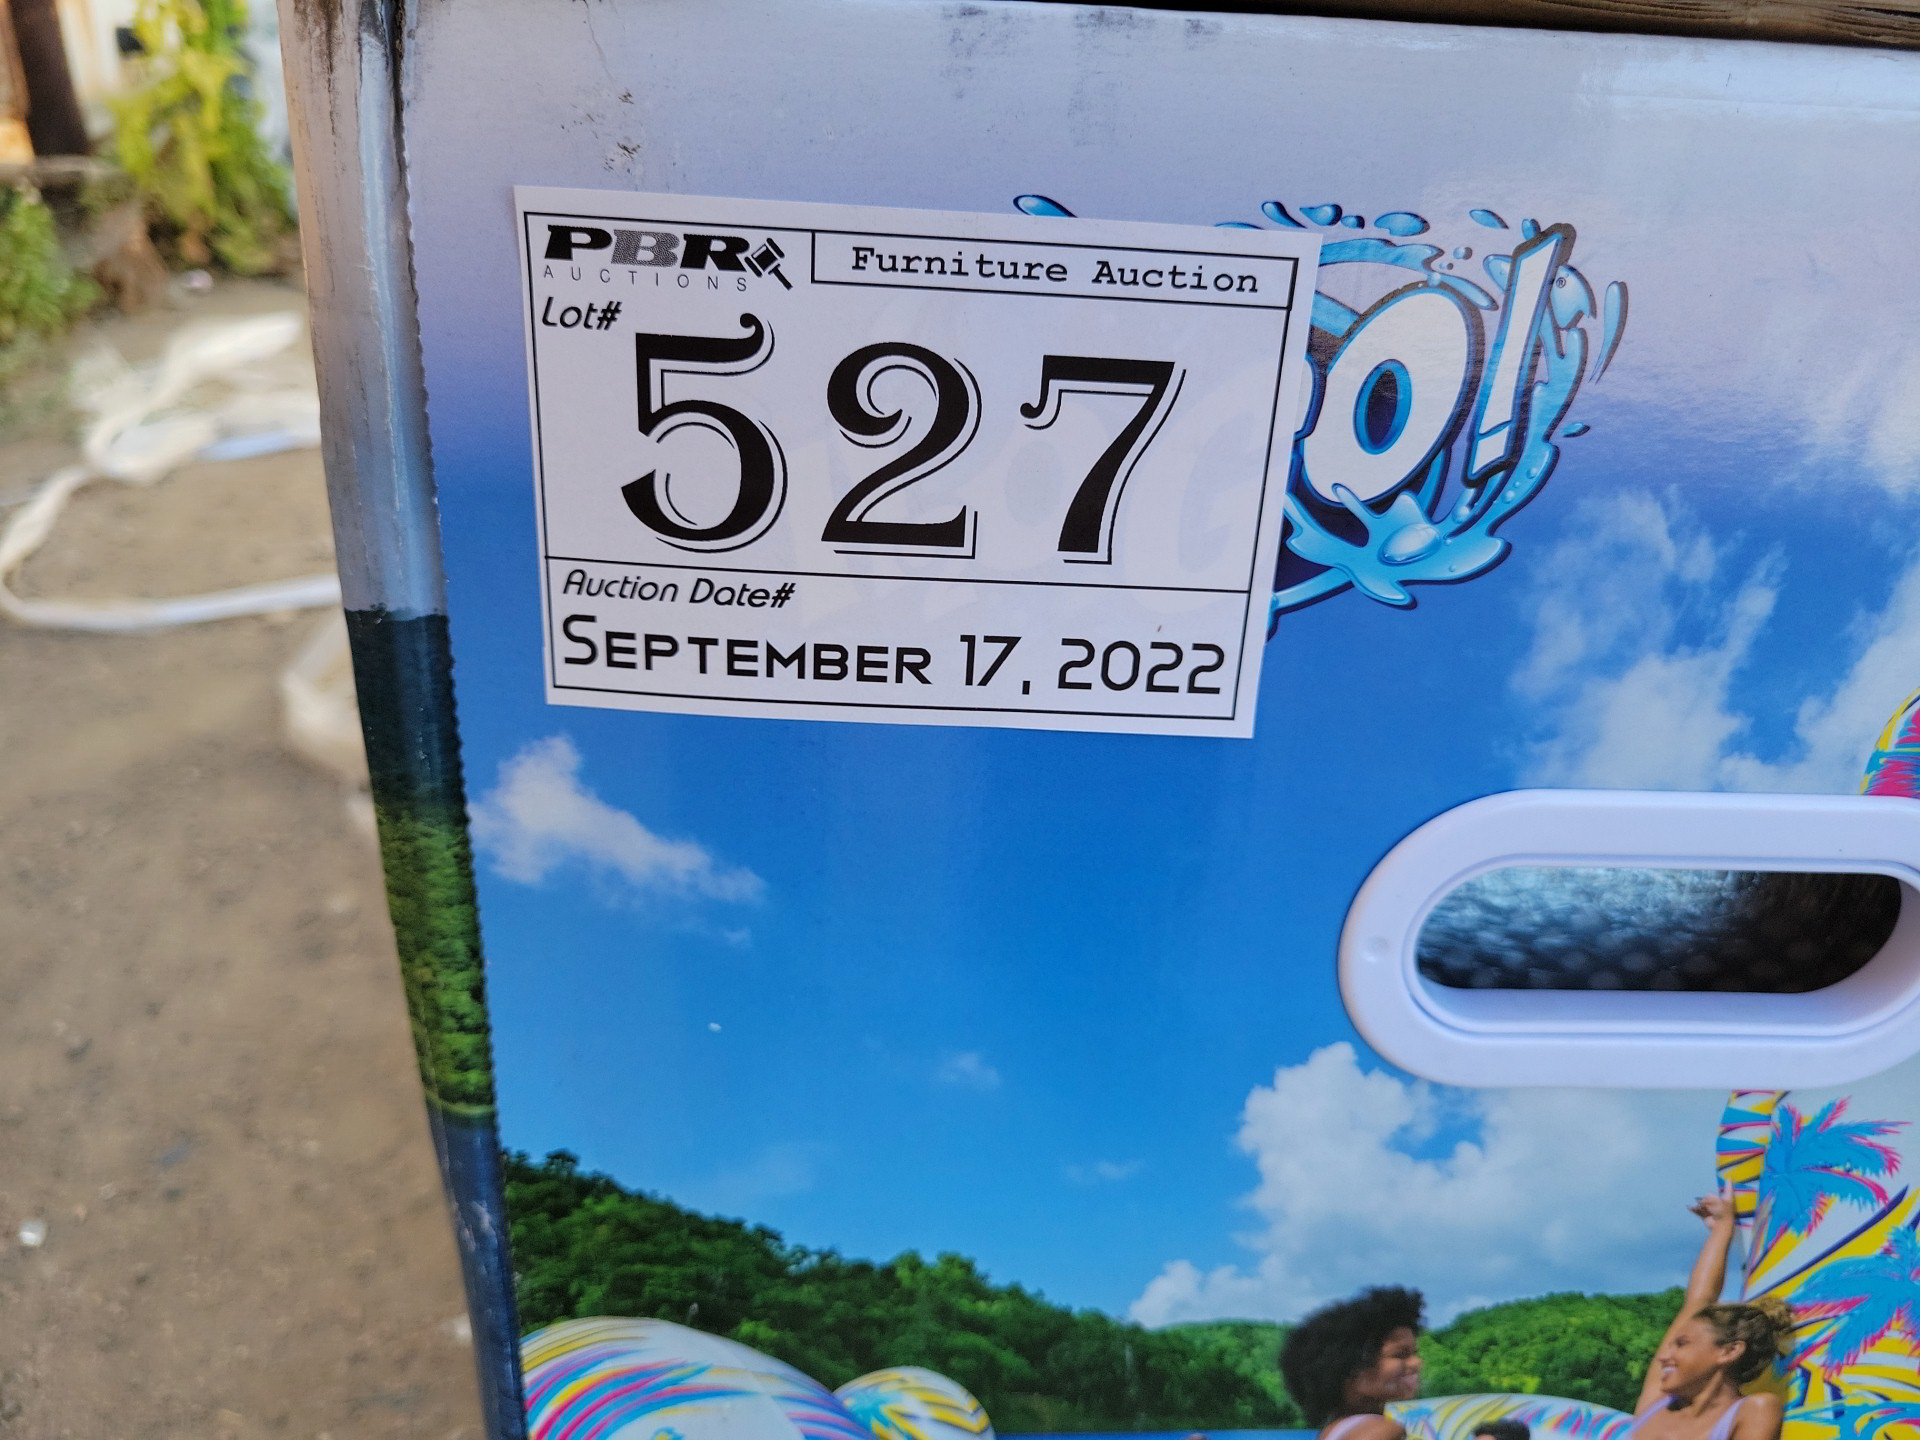 PBR
AUCTIONS
Furniture Auction
Lot#
527
Auction Date#
SEPTEMBER 17, 2022
O!